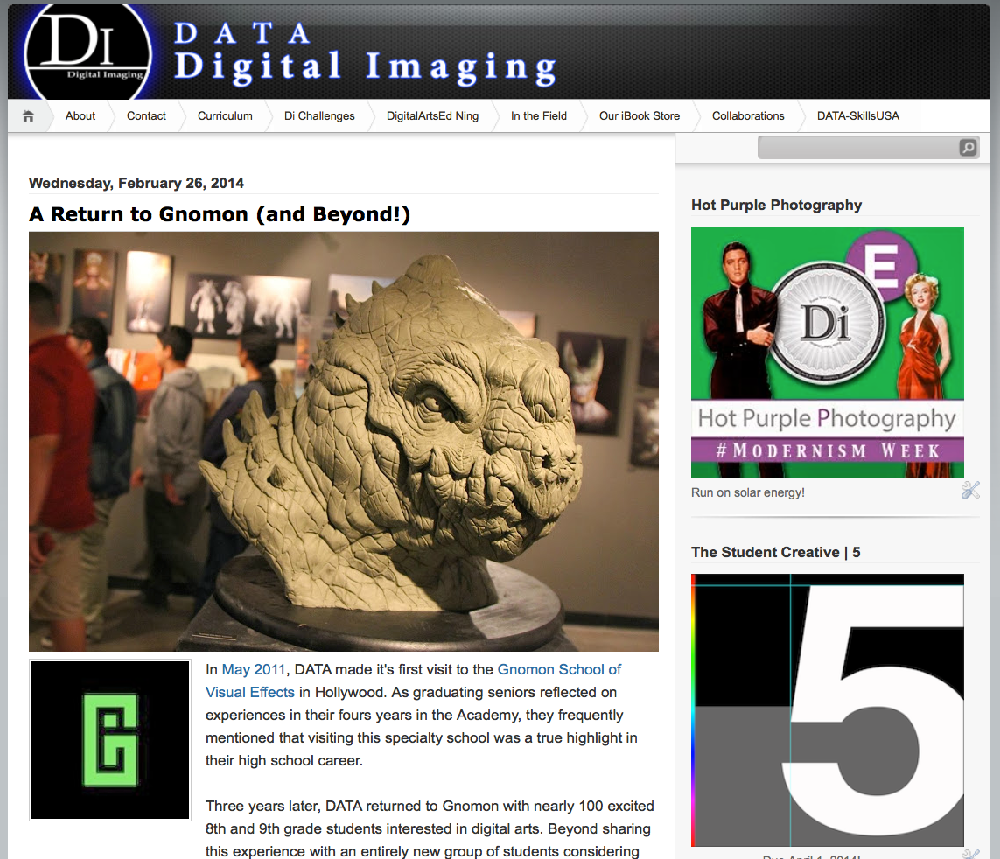 DI
Digital Imaging
DATA
Digital Imaging
About
Contact
Curriculum
Di Challenges
DigitalArtsEd Ning
In the Field
Our iBook Store
Collaborations
DATA-SkillsUSA
Wednesday, February 26, 2014
A Return to Gnomon (and Beyond!)
In May 2011, DATA made it's first visit to the Gnomon School of
Visual Effects in Hollywood. As graduating seniors reflected on
experiences in their fours years in the Academy, they frequently
mentioned that visiting this specialty school was a true highlight in
their high school career.
Three years later, DATA returned to Gnomon with nearly 100 excited
8th and 9th grade students interested in digital arts. Beyond sharing
this experience with an entirely new group of students considering
G
Hot Purple Photography
E
Di
Hot Purple Photography
#MODERNISM WEEK
Run on solar energy!
The Student Creative | 5
5
Due April 1, 2014!